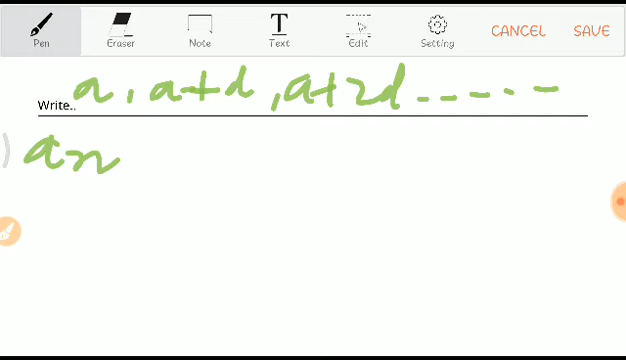 Pen Eraser Note Text Edit Setting CANCEL SAVE
Write.. a, a+d, a+2d ------
an